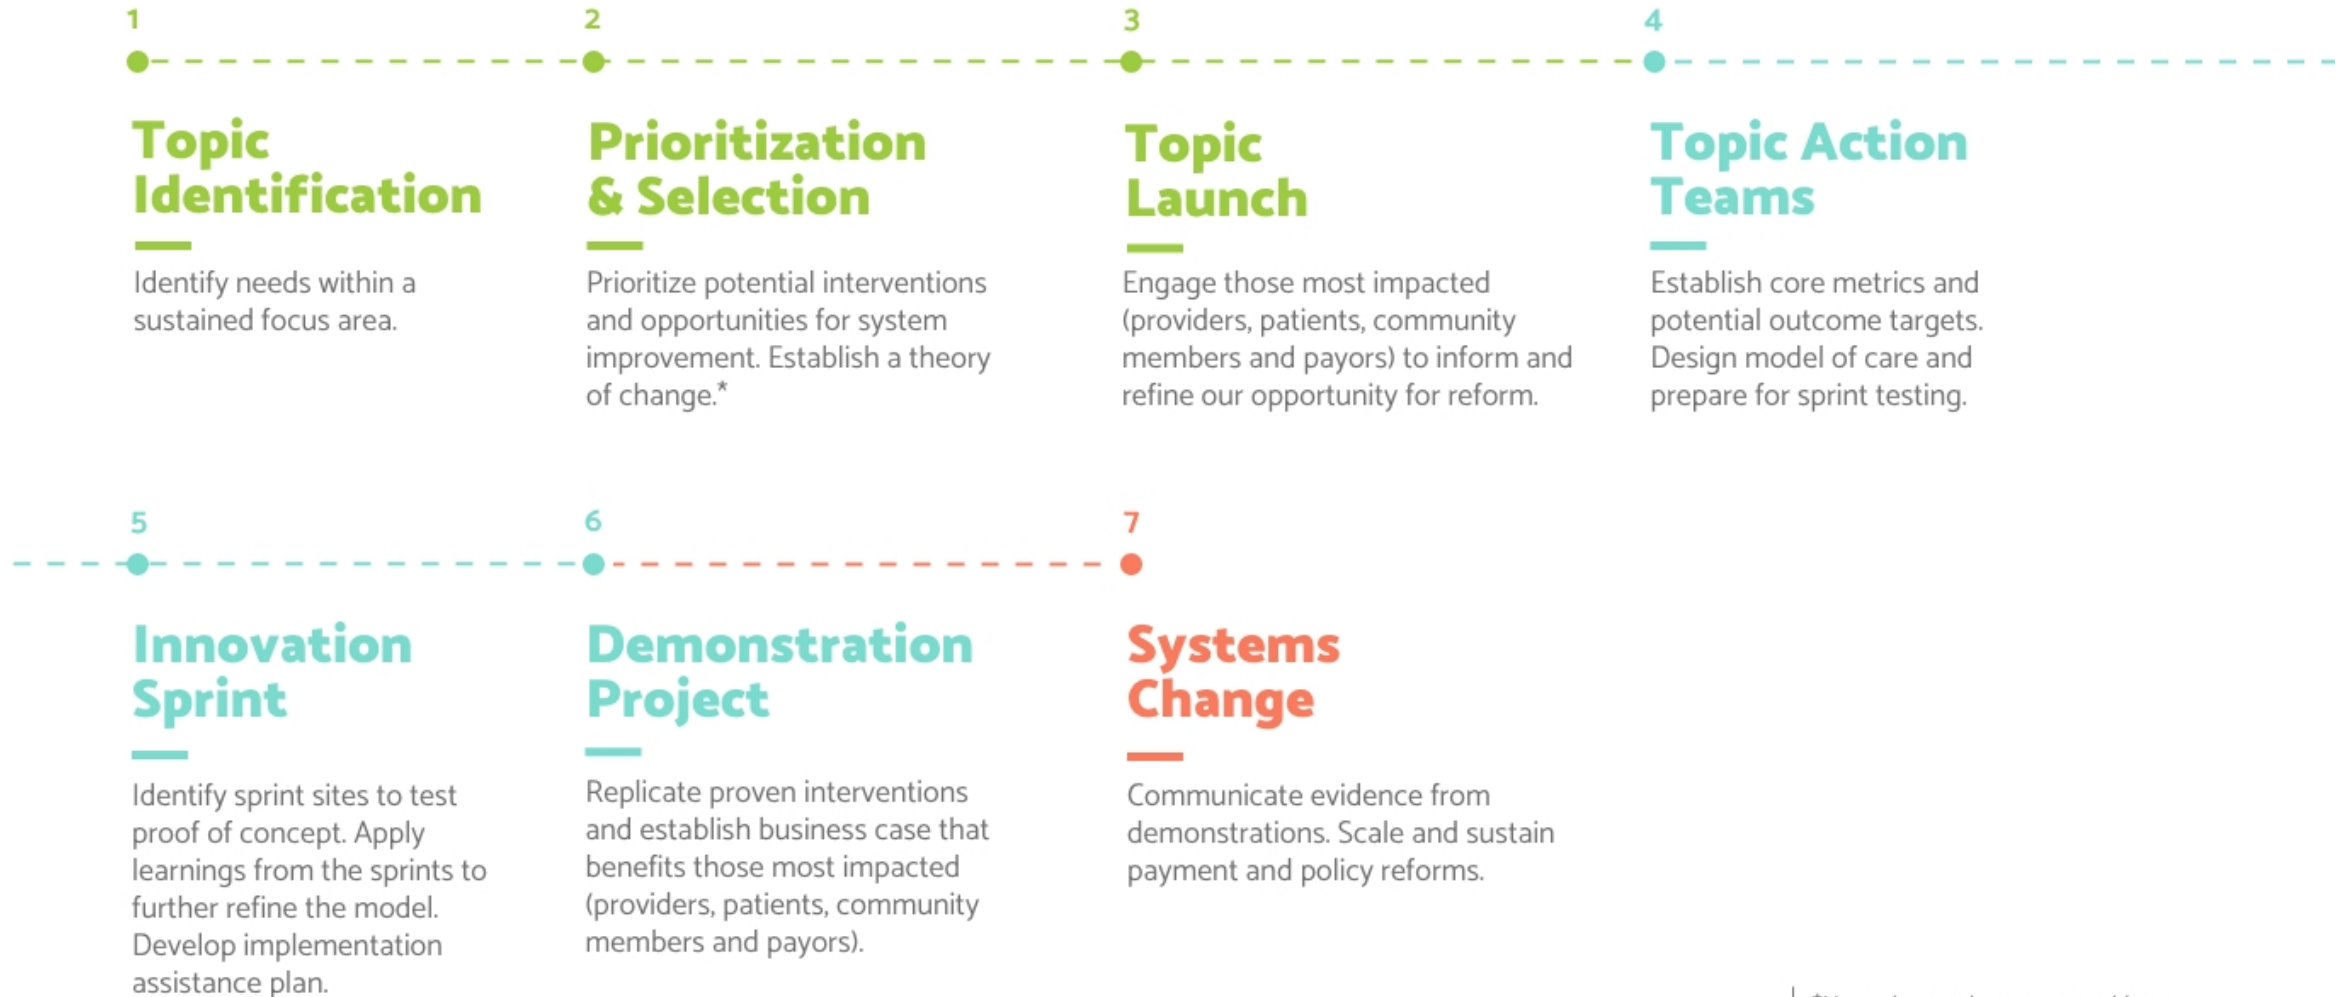 1
2
3
4
Topic
Identification
Identify needs within a
sustained focus area.
Prioritization
& Selection
Prioritize potential interventions
and opportunities for system
improvement. Establish a theory
of change.*
Topic
Launch
Engage those most impacted
(providers, patients, community
members and payors) to inform and
refine our opportunity for reform.
Topic Action
Teams
Establish core metrics and
potential outcome targets.
Design model of care and
prepare for sprint testing.
5
6
7
Innovation
Sprint
Identify sprint sites to test
proof of concept. Apply
learnings from the sprints to
further refine the model.
Develop implementation
assistance plan.
Demonstration
Project
Replicate proven interventions
and establish business case that
benefits those most impacted
(providers, patients, community
members and payors).
Systems
Change
Communicate evidence from
demonstrations. Scale and sustain
payment and policy reforms.